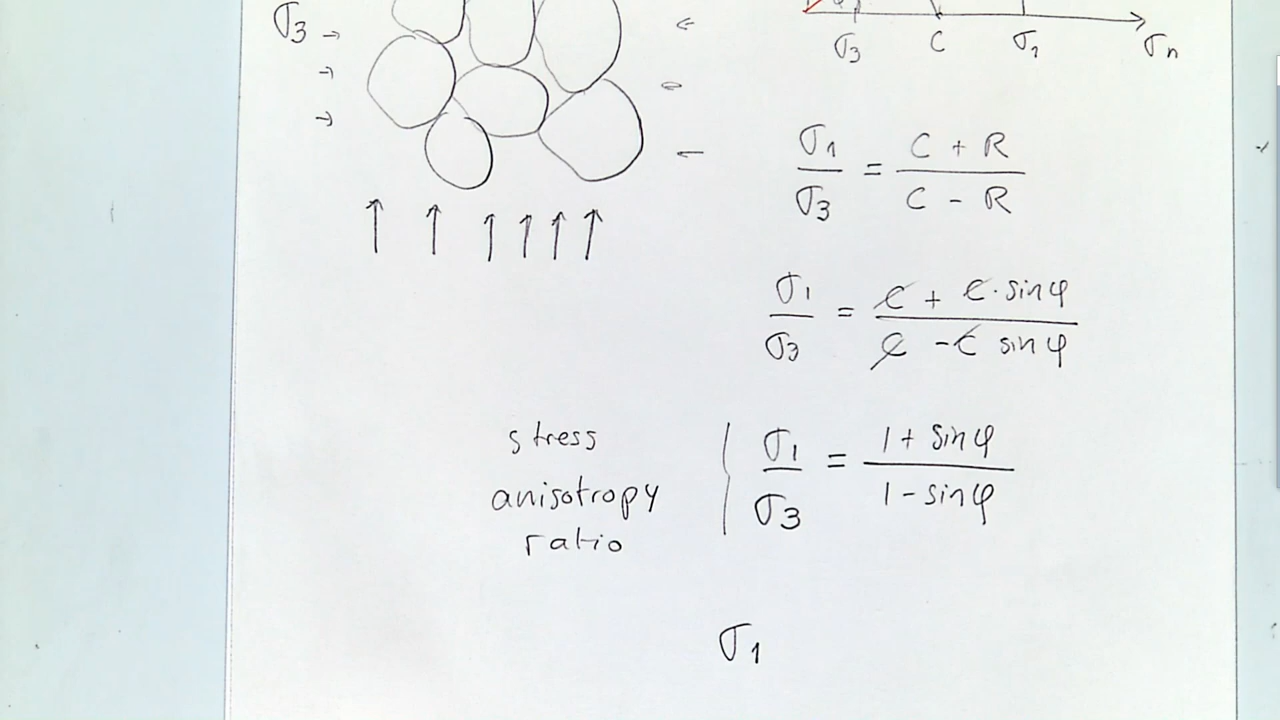 σ3
σ3 C σ1 σn
σ1/σ3 = (C + R)/(C - R)
σ1/σ3 = (C + C·sinφ)/(C - C sinφ)
stress
anisotropy
ratio
σ1/σ3 = (1 + sinφ)/(1 - sinφ)
σ1